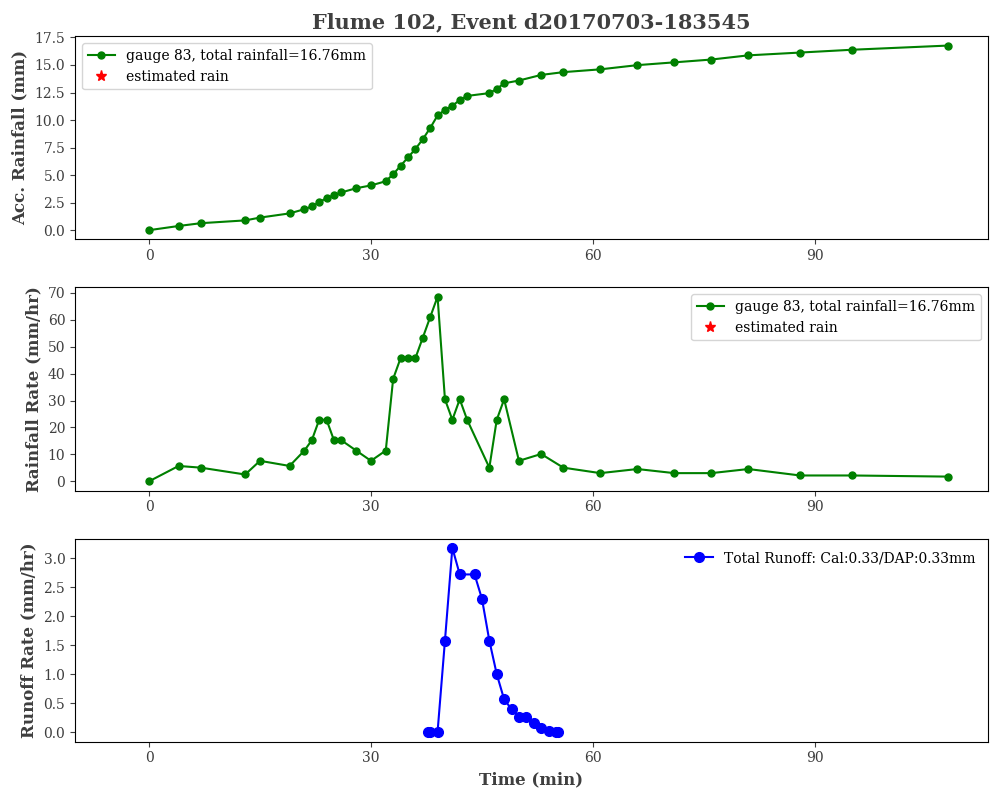 Flume 102, Event d20170703-183545
Acc. Rainfall (mm)
17.5
15.0
12.5
10.0
7.5
5.0
2.5
0.0
gauge 83, total rainfall=16.76mm
estimated rain
0 30 60 90
Rainfall Rate (mm/hr)
70
60
50
40
30
20
10
0
gauge 83, total rainfall=16.76mm
estimated rain
0 30 60 90
Runoff Rate (mm/hr)
3.0
2.5
2.0
1.5
1.0
0.5
0.0
Total Runoff: Cal:0.33/DAP:0.33mm
0 30 60 90
Time (min)